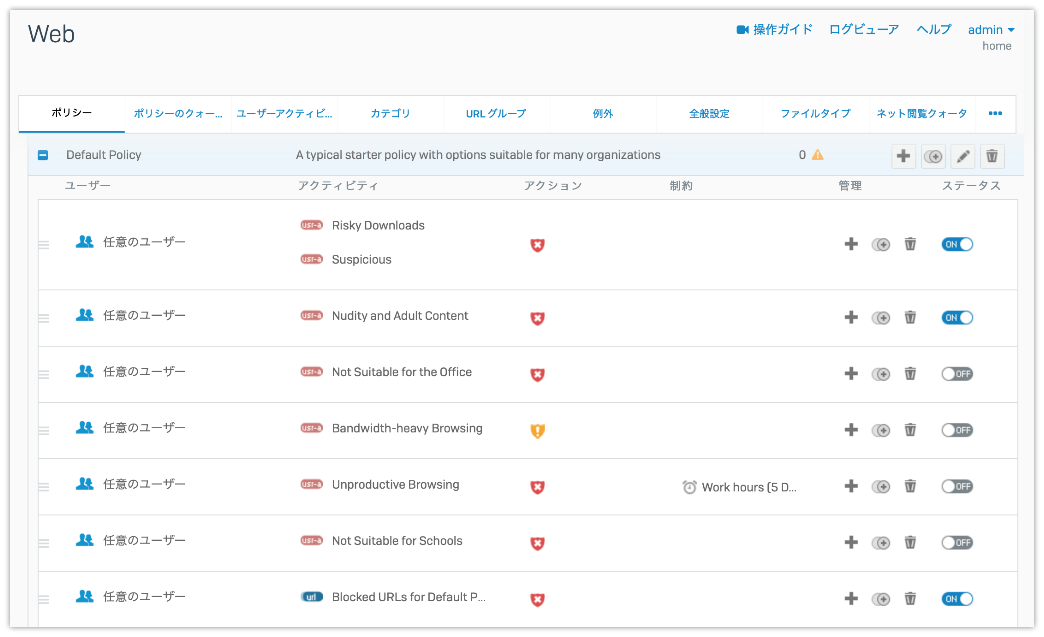 Web
操作ガイド ログビューア ヘルプ admin
home
ポリシー ポリシーのクォー... ユーザーアクティビ... カテゴリ URLグループ 例外 全般設定 ファイルタイプ ネット閲覧クォータ •••
Default Policy A typical starter policy with options suitable for many organizations 0
ユーザー アクティビティ アクション 制約 管理 ステータス
usr-a Risky Downloads
任意のユーザー ON
usr-a Suspicious
任意のユーザー usr-a Nudity and Adult Content ON
任意のユーザー usr-a Not Suitable for the Office OFF
任意のユーザー usr-a Bandwidth-heavy Browsing OFF
任意のユーザー usr-a Unproductive Browsing Work hours (5 D... OFF
任意のユーザー usr-a Not Suitable for Schools OFF
任意のユーザー url Blocked URLs for Default P... ON